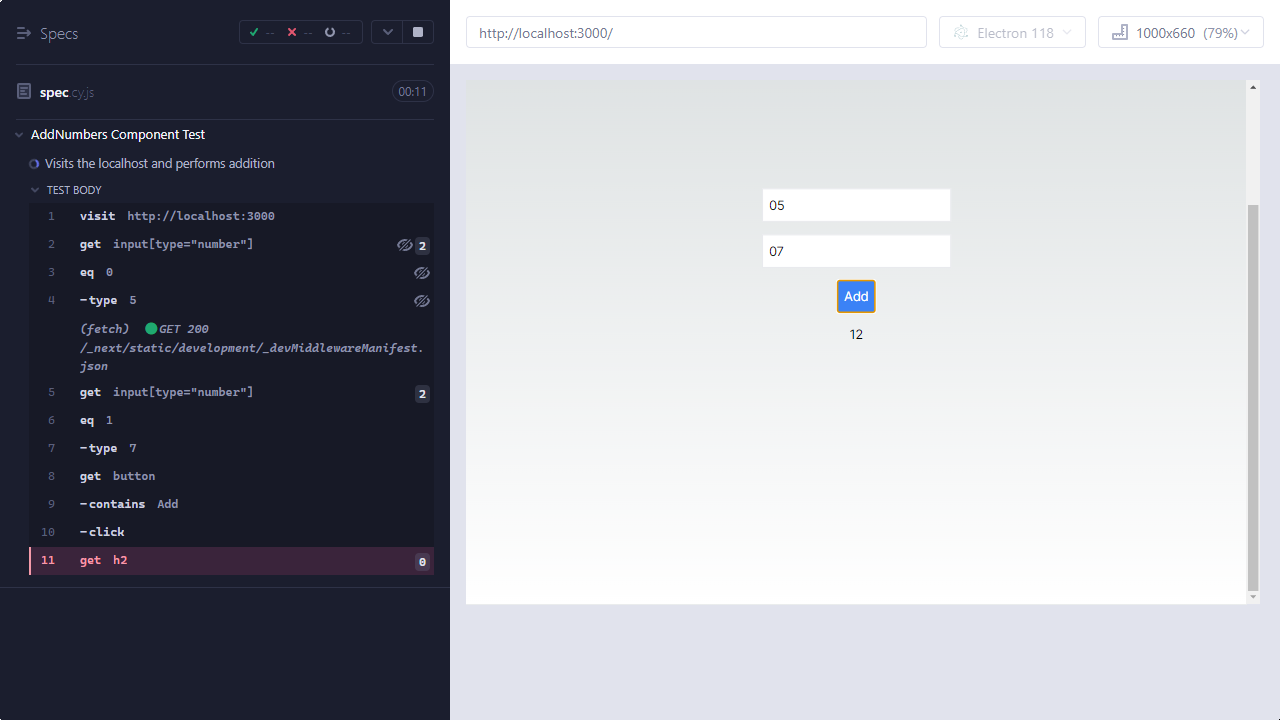 Specs
-- -- --
spec.cy.js
00:11
AddNumbers Component Test
Visits the localhost and performs addition
TEST BODY
1 visit http://localhost:3000
2 get input[type="number"] 2
3 eq 0
4 -type 5
(fetch) GET 200
/_next/static/development/_devMiddlewareManifest.
json
5 get input[type="number"] 2
6 eq 1
7 -type 7
8 get button
9 -contains Add
10 -click
11 get h2 0
http://localhost:3000/
Electron 118
1000x660 (79%)
05
07
Add
12